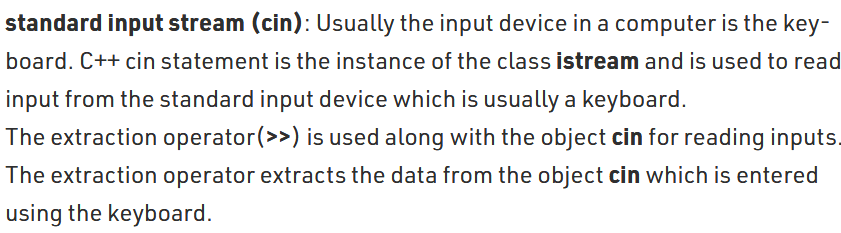 standard input stream (cin): Usually the input device in a computer is the key-
board. C++ cin statement is the instance of the class istream and is used to read
input from the standard input device which is usually a keyboard.
The extraction operator(>>) is used along with the object cin for reading inputs.
The extraction operator extracts the data from the object cin which is entered
using the keyboard.